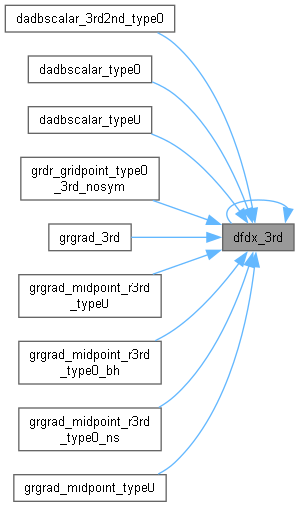 dadbscalar_3rd2nd_type0
dadbscalar_type0
dadbscalar_typeU
grdr_gridpoint_type0
_3rd_nosym
grgrad_3rd
dfdx_3rd
grgrad_midpoint_r3rd
_typeU
grgrad_midpoint_r3rd
_type0_bh
grgrad_midpoint_r3rd
_type0_ns
grgrad_midpoint_typeU